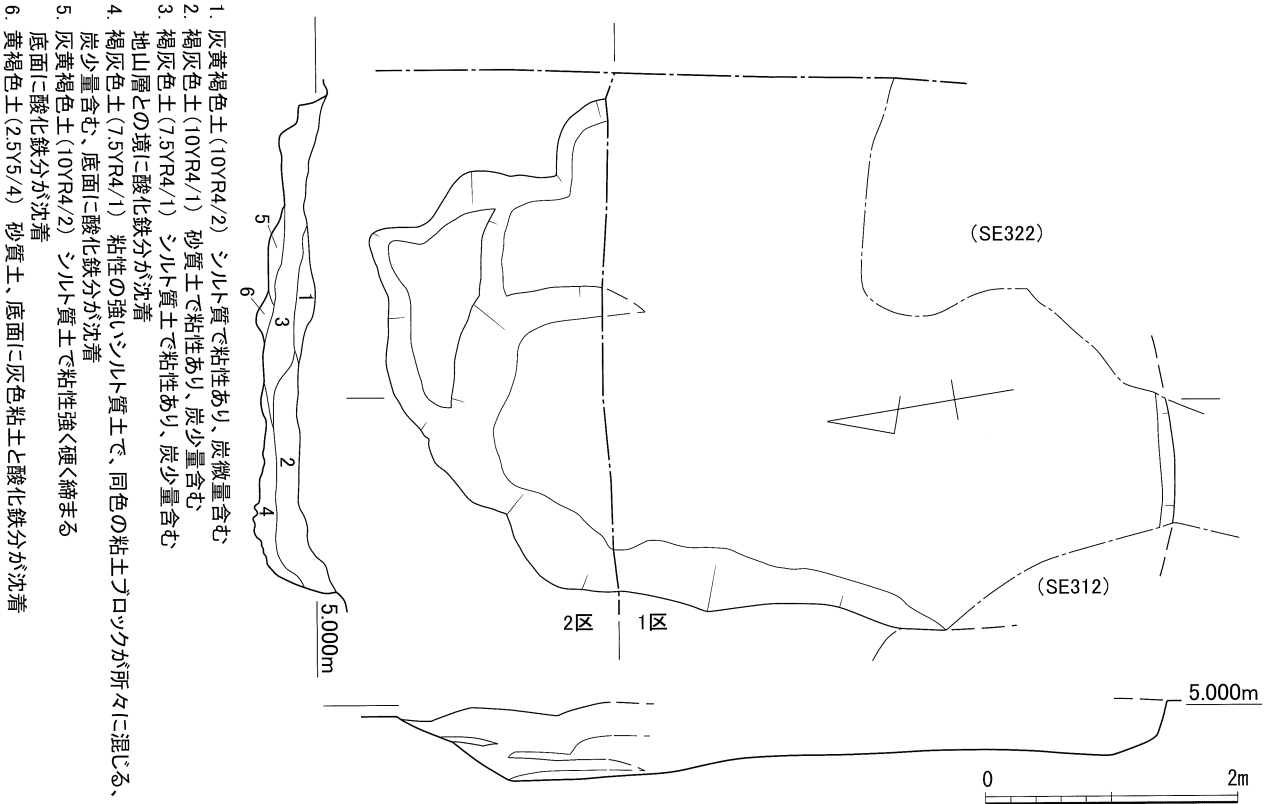 1. 灰黄褐色土(10YR4/2) シルト質で粘性あり、炭微量含む
2. 褐灰色土(10YR4/1) 砂質土で粘性あり、炭少量含む
3. 褐灰色土(7.5YR4/1) シルト質土で粘性あり、炭少量含む
地山層との境に酸化鉄分が沈着
4. 褐灰色土(7.5YR4/1) 粘性の強いシルト質土で、同色の粘土ブロックが所々に混じる、
炭少量含む、底面に酸化鉄分が沈着
5. 灰黄褐色土(10YR4/2) シルト質土で粘性強く硬く締まる
底面に酸化鉄分が沈着
6. 黄褐色土(2.5Y5/4) 砂質土、底面に灰色粘土と酸化鉄分が沈着
5
6
1
3
2
4
5.000m
(SE322)
(SE312)
2区
1区
5.000m
0
2m